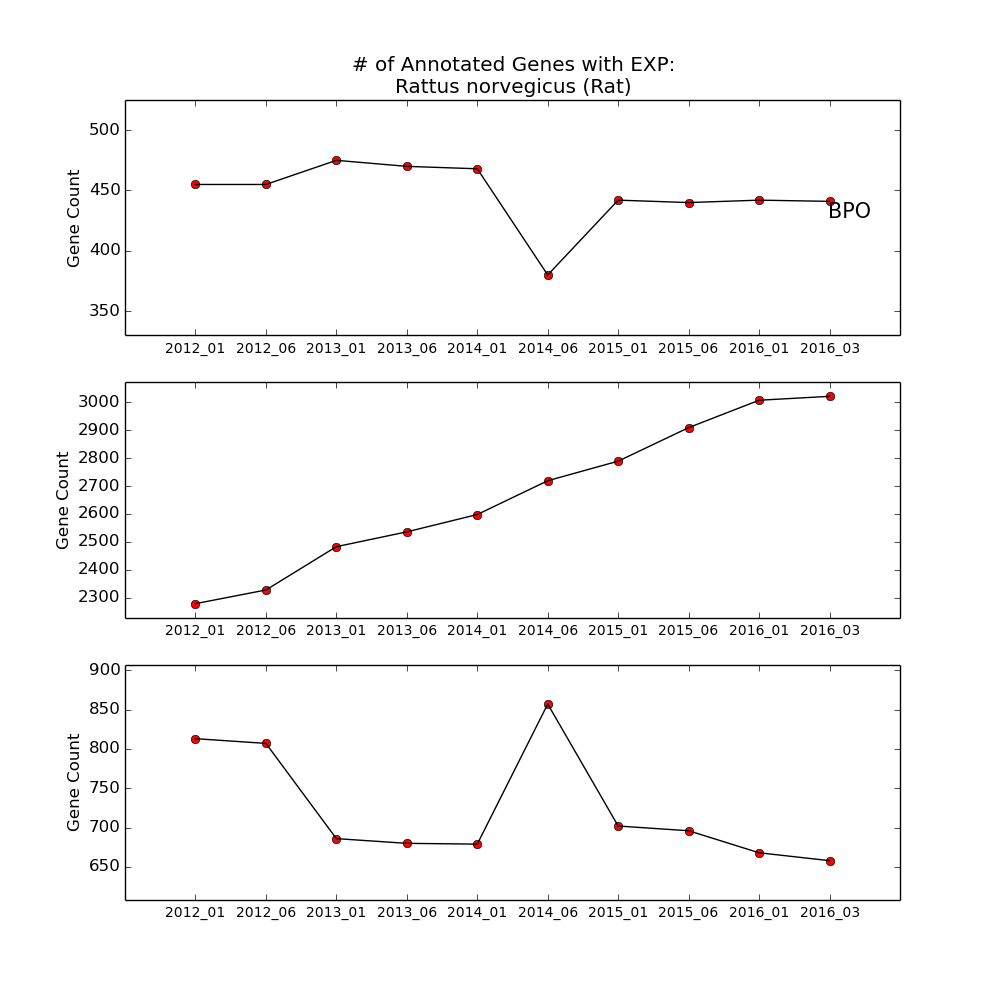 # of Annotated Genes with EXP:
Rattus norvegicus (Rat)
500
450
400
350
Gene Count
BPO
2012_01 2012_06 2013_01 2013_06 2014_01 2014_06 2015_01 2015_06 2016_01 2016_03
3000
2900
2800
2700
2600
2500
2400
2300
Gene Count
2012_01 2012_06 2013_01 2013_06 2014_01 2014_06 2015_01 2015_06 2016_01 2016_03
900
850
800
750
700
650
Gene Count
2012_01 2012_06 2013_01 2013_06 2014_01 2014_06 2015_01 2015_06 2016_01 2016_03